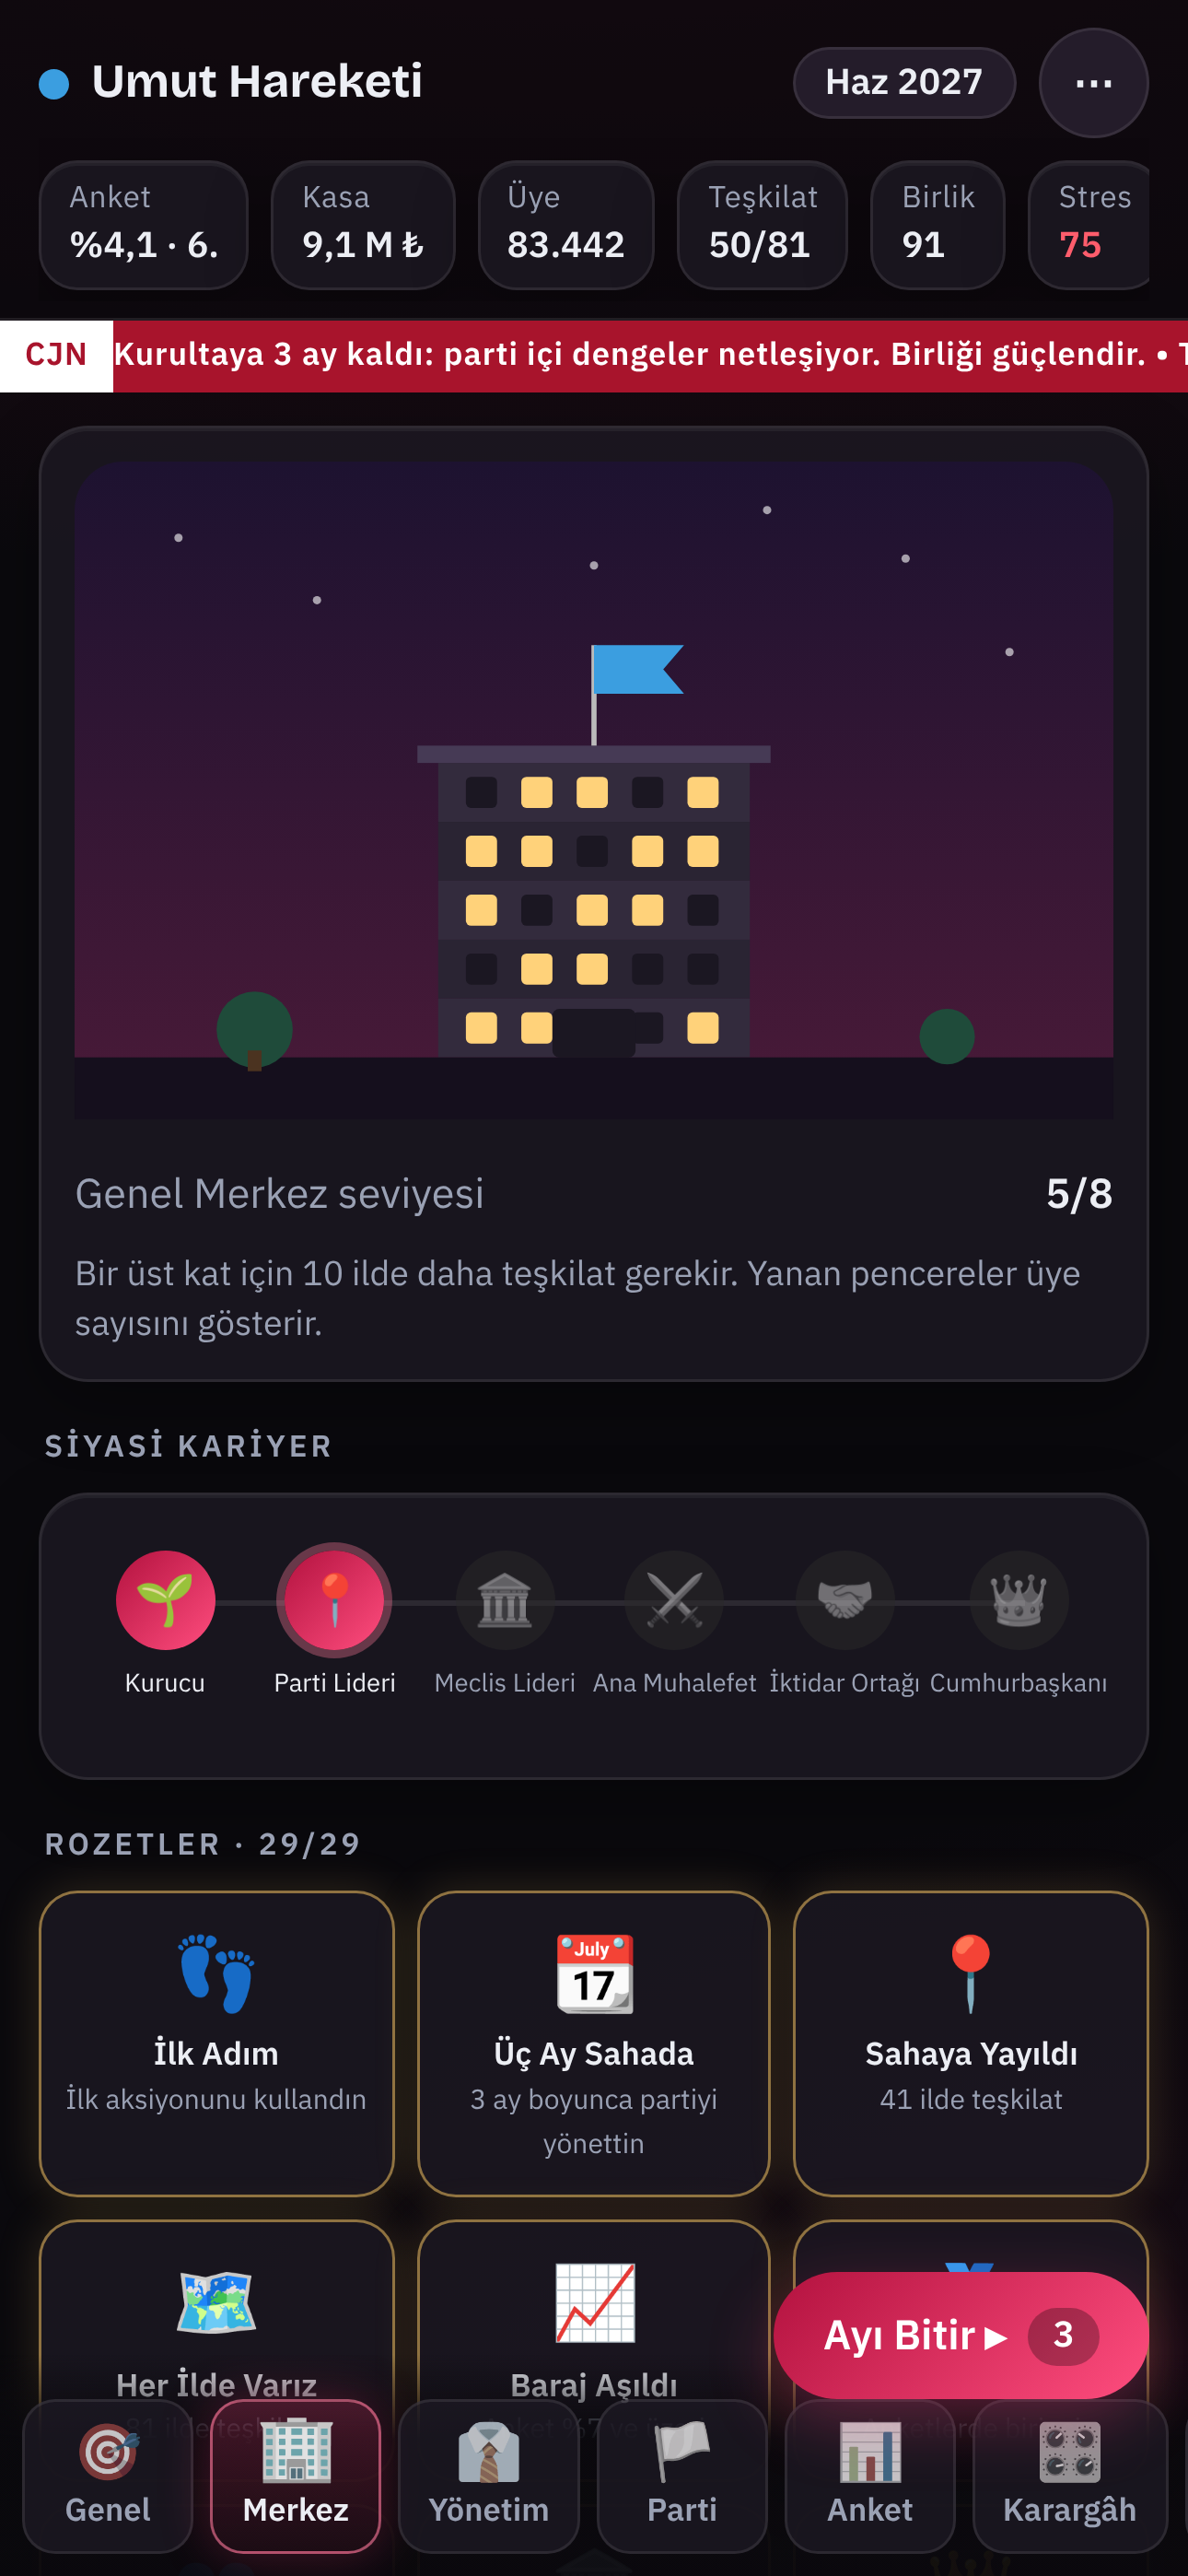 Umut Hareketi
Haz 2027
...
Anket
%4,1 · 6.
Kasa
9,1 M ₺
Üye
83.442
Teşkilat
50/81
Birlik
91
Stres
75
CJN
Kurultaya 3 ay kaldı: parti içi dengeler netleşiyor. Birliği güçlendir. •
Genel Merkez seviyesi
5/8
Bir üst kat için 10 ilde daha teşkilat gerekir. Yanan pencereler üye
sayısını gösterir.
SİYASİ KARİYER
Kurucu
Parti Lideri
Meclis Lideri
Ana Muhalefet
İktidar Ortağı
Cumhurbaşkanı
ROZETLER · 29/29
İlk Adım
İlk aksiyonunu kullandın
July
17
Üç Ay Sahada
3 ay boyunca partiyi
yönettin
Sahaya Yayıldı
41 ilde teşkilat
Her İlde Varız
Baraj Aşıldı
Ayı Bitir ▸
3
Genel
Merkez
Yönetim
Parti
Anket
Karargâh